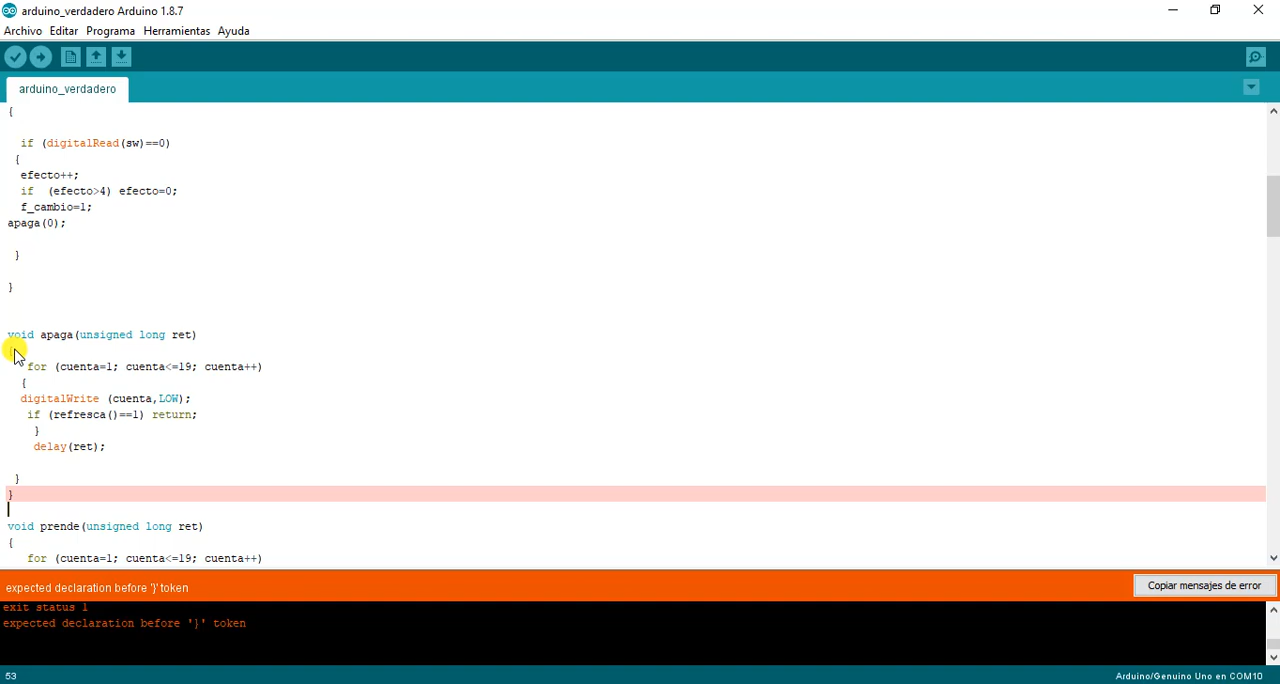 arduino_verdadero Arduino 1.8.7
Archivo Editar Programa Herramientas Ayuda
arduino_verdadero
{
if (digitalRead(sw)==0)
{
efecto++;
if (efecto>4) efecto=0;
f_cambio=1;
apaga(0);
}
}
void apaga(unsigned long ret)
{
for (cuenta=1; cuenta<=19; cuenta++)
{
digitalWrite (cuenta,LOW);
if (refresca()==1) return;
}
delay(ret);
}
}
void prende(unsigned long ret)
{
for (cuenta=1; cuenta<=19; cuenta++)
expected declaration before '}' token
Copiar mensajes de error
exit status 1
expected declaration before '}' token
53
Arduino/Genuino Uno en COM10